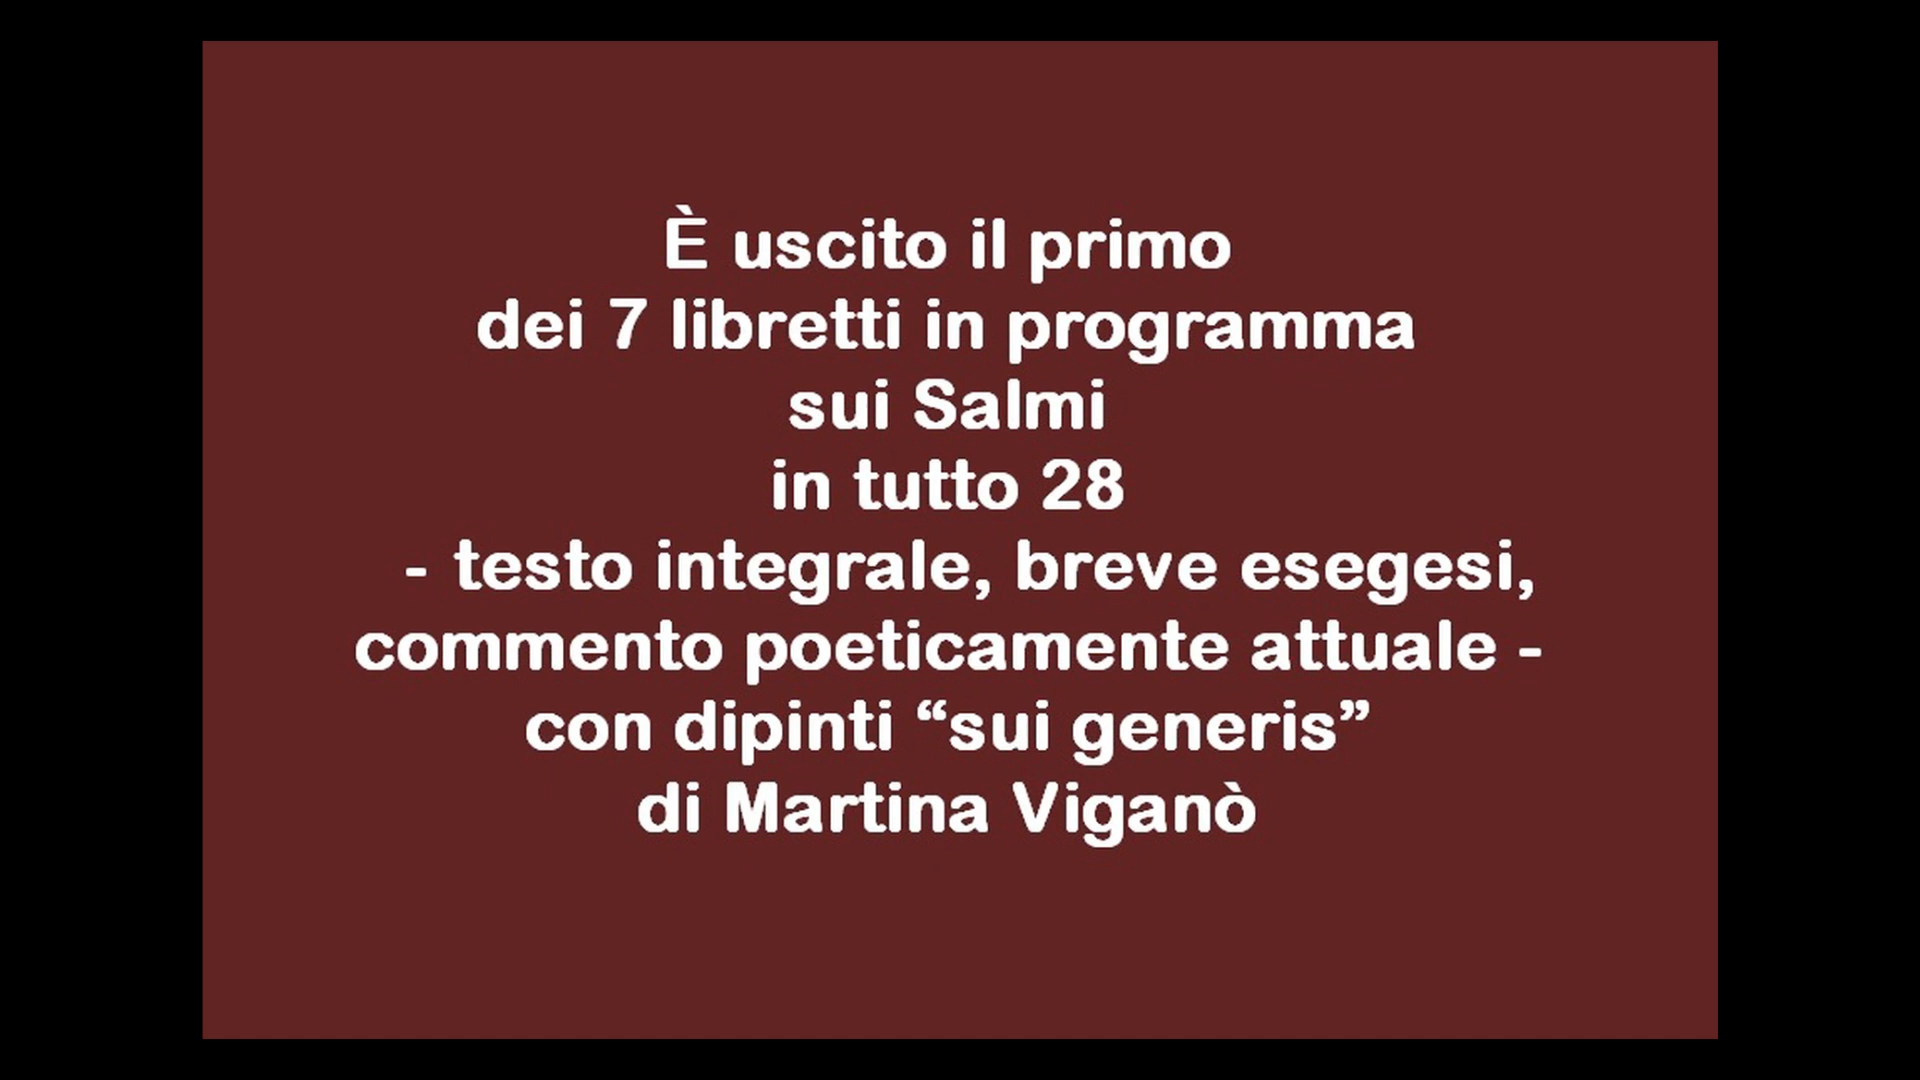 È uscito il primo
dei 7 libretti in programma
sui Salmi
in tutto 28
- testo integrale, breve esegesi,
commento poeticamente attuale -
con dipinti “sui generis”
di Martina Viganò